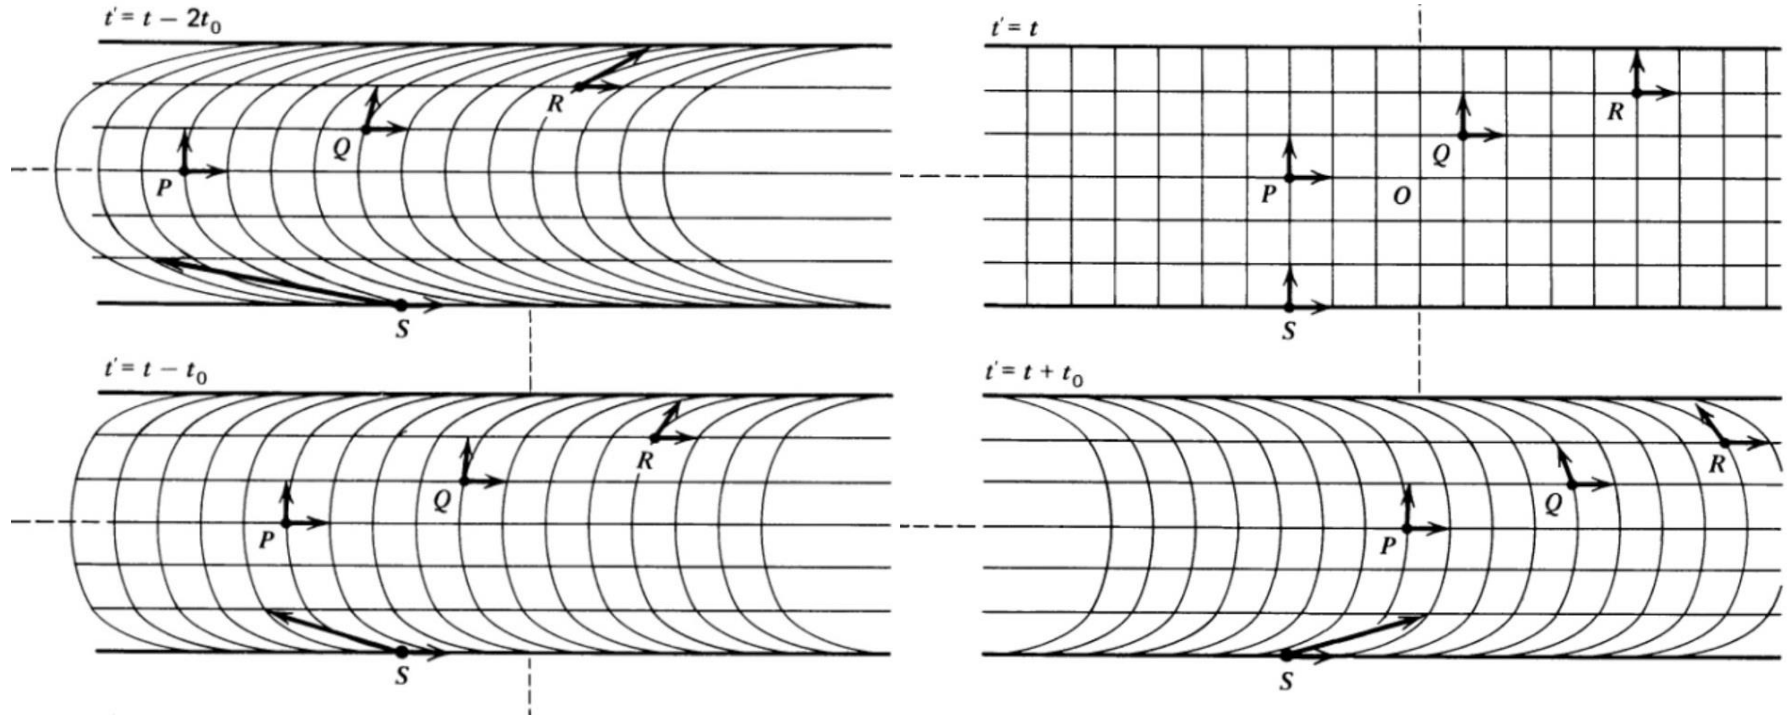 t' = t − 2t₀
R
Q
P
S
t' = t
R
Q
P
O
S
t' = t − t₀
R
Q
P
S
t' = t + t₀
R
Q
P
S